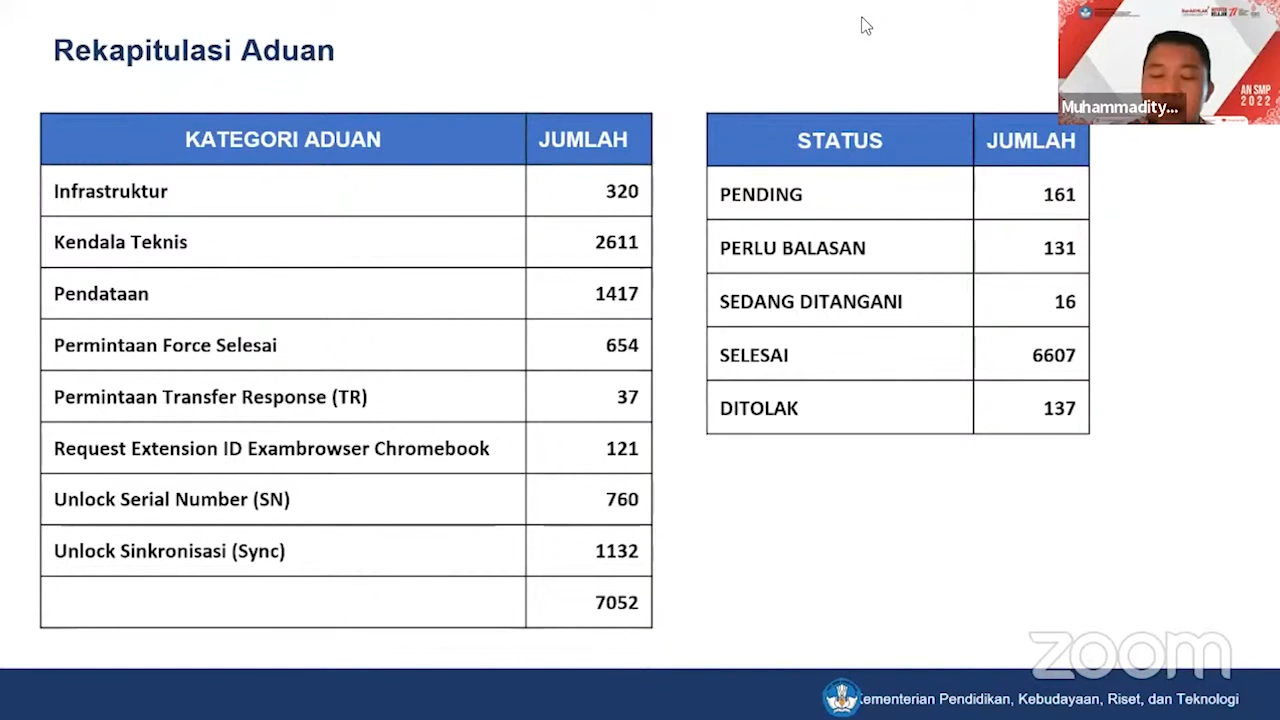 Rekapitulasi Aduan
KATEGORI ADUAN JUMLAH
Infrastruktur 320
Kendala Teknis 2611
Pendataan 1417
Permintaan Force Selesai 654
Permintaan Transfer Response (TR) 37
Request Extension ID Exambrowser Chromebook 121
Unlock Serial Number (SN) 760
Unlock Sinkronisasi (Sync) 1132
7052
STATUS JUMLAH
PENDING 161
PERLU BALASAN 131
SEDANG DITANGANI 16
SELESAI 6607
DITOLAK 137
AN SMP
2022
Muhammadity...
zoom
Kementerian Pendidikan, Kebudayaan, Riset, dan Teknologi